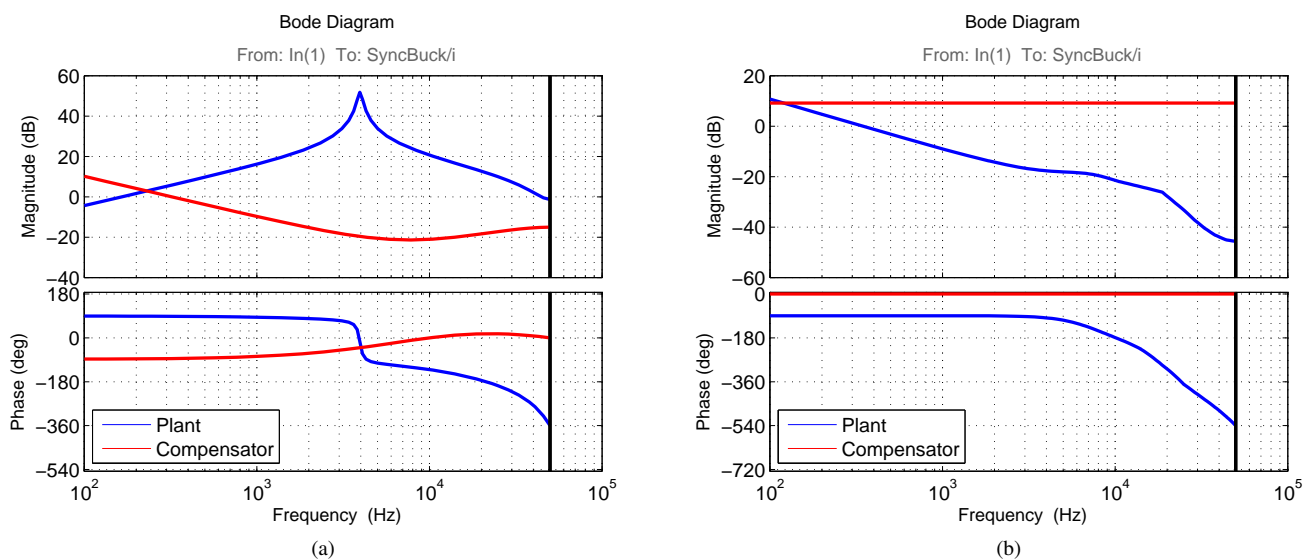 Bode Diagram
From: In(1) To: SyncBuck/i
60
40
20
0
−20
−40
Magnitude (dB)
180
0
−180
−360
−540
Phase (deg)
Plant
Compensator
10^2
10^3
10^4
10^5
Frequency (Hz)
(a)
Bode Diagram
From: In(1) To: SyncBuck/i
20
0
−20
−40
−60
Magnitude (dB)
0
−180
−360
−540
−720
Phase (deg)
Plant
Compensator
10^2
10^3
10^4
10^5
Frequency (Hz)
(b)